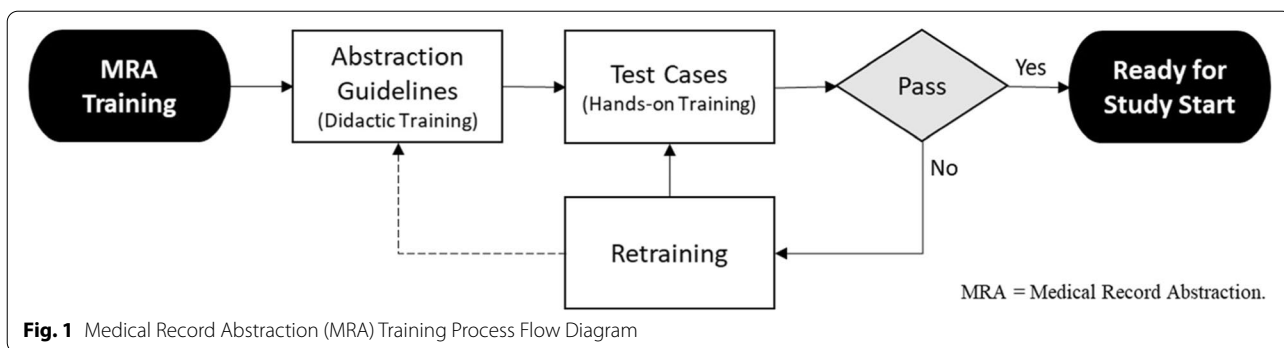 MRA
Training
Abstraction
Guidelines
(Didactic Training)
Test Cases
(Hands-on Training)
Pass
Yes
Ready for
Study Start
No
Retraining
MRA = Medical Record Abstraction.
Fig. 1 Medical Record Abstraction (MRA) Training Process Flow Diagram